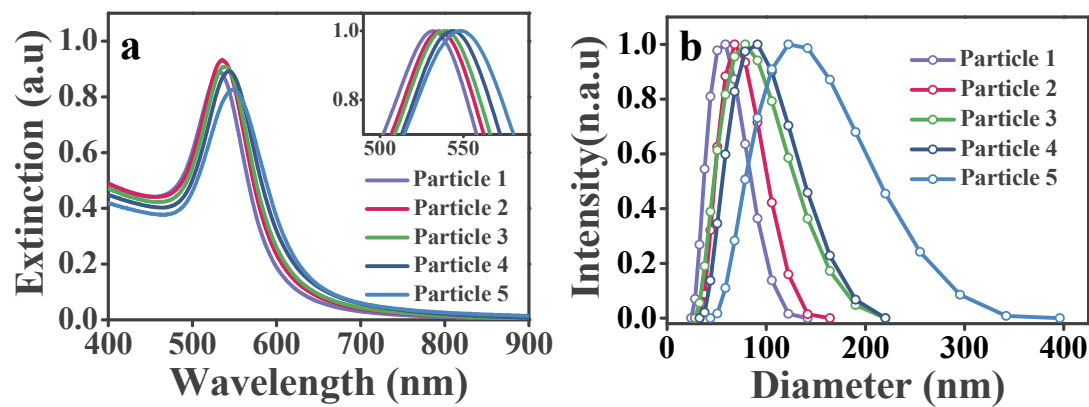 a
Extinction (a.u)
1.0
0.8
0.6
0.4
0.2
0.0
400 500 600 700 800 900
Wavelength (nm)
1.0
0.8
500 550
Particle 1
Particle 2
Particle 3
Particle 4
Particle 5
b
Intensity(n.a.u)
1.0
0.8
0.6
0.4
0.2
0.0
0 100 200 300 400
Diameter (nm)
Particle 1
Particle 2
Particle 3
Particle 4
Particle 5